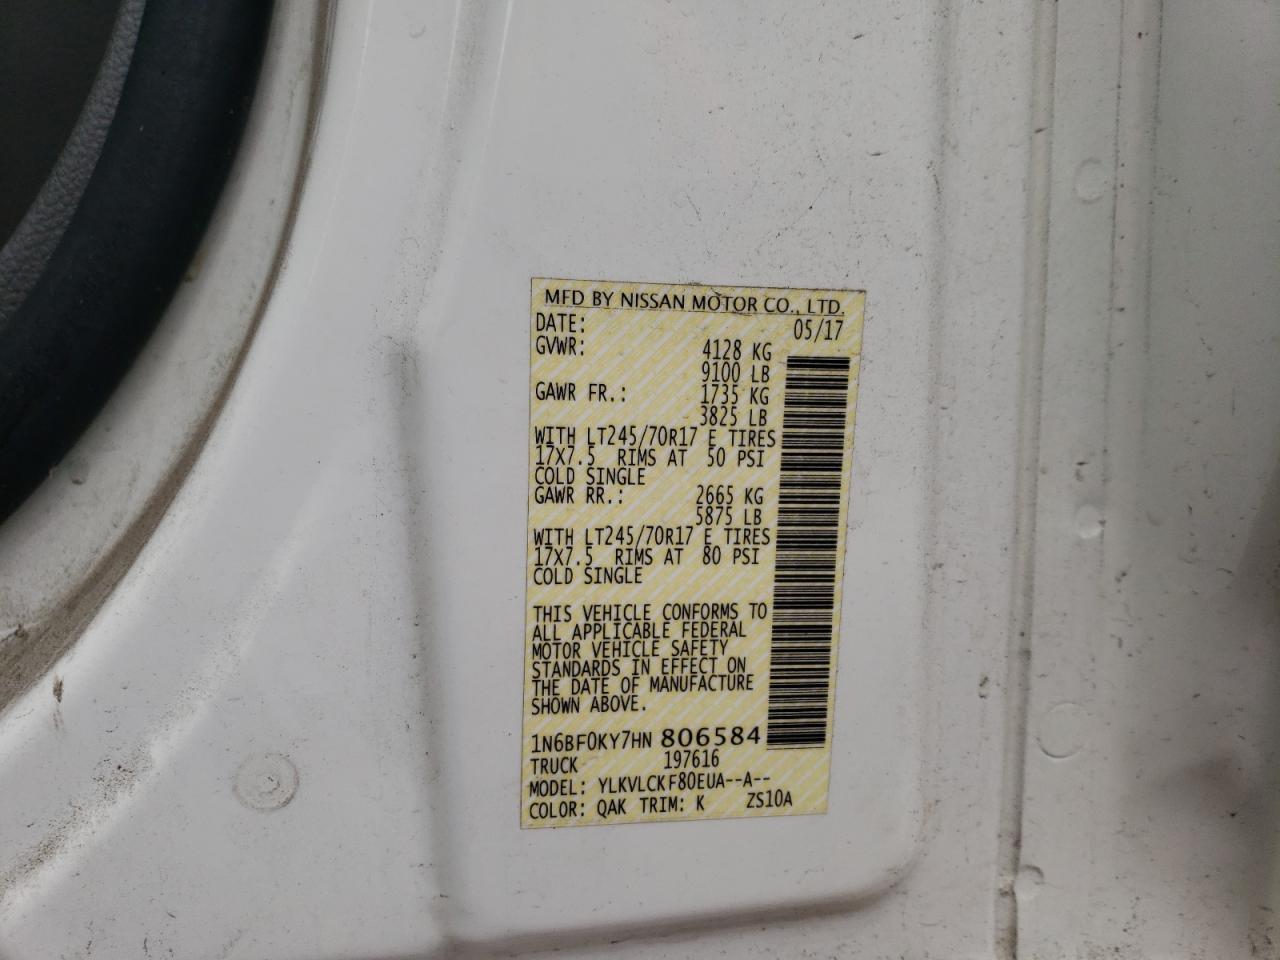 MFD BY NISSAN MOTOR CO., LTD.
DATE: 05/17
GVWR: 4128 KG
9100 LB
GAWR FR.: 1735 KG
3825 LB
WITH LT245/70R17 E TIRES
17X7.5 RIMS AT 50 PSI
COLD SINGLE
GAWR RR.: 2665 KG
5875 LB
WITH LT245/70R17 E TIRES
17X7.5 RIMS AT 80 PSI
COLD SINGLE
THIS VEHICLE CONFORMS TO
ALL APPLICABLE FEDERAL
MOTOR VEHICLE SAFETY
STANDARDS IN EFFECT ON
THE DATE OF MANUFACTURE
SHOWN ABOVE.
1N6BF0KY7HN 806584
TRUCK 197616
MODEL: YLKVLCKF80EUA--A--
COLOR: QAK TRIM: K ZS10A